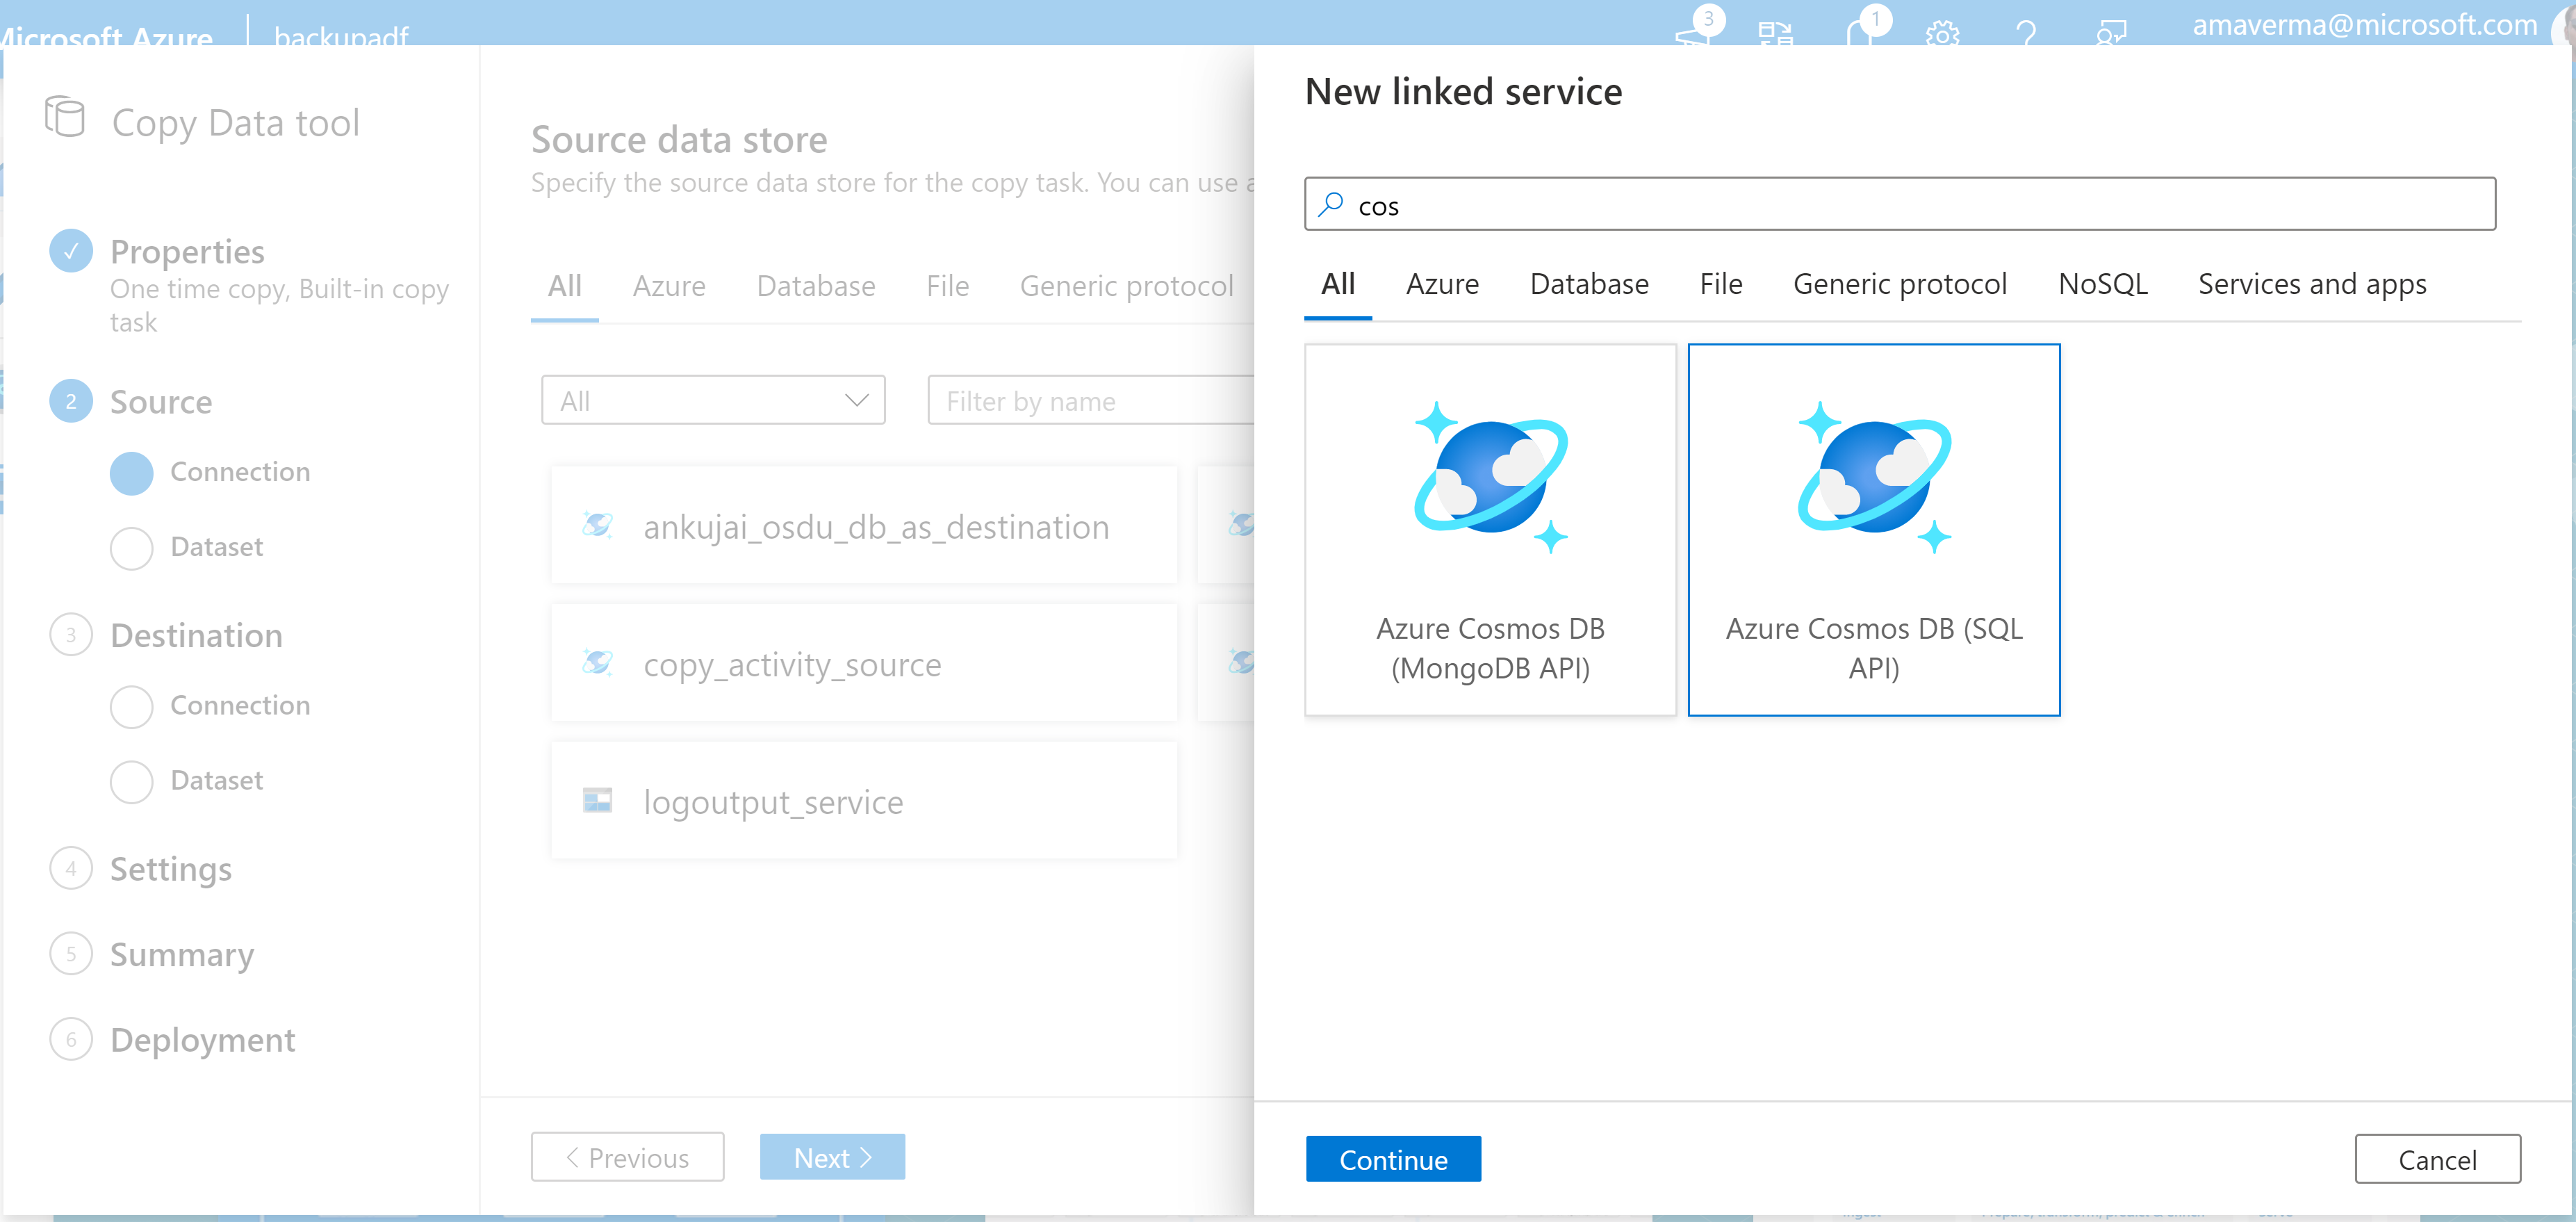 Microsoft Azure
backupadf
3
1
amaverma@microsoft.com
Copy Data tool
Properties
One time copy, Built-in copy
task
2
Source
Connection
Dataset
3
Destination
Connection
Dataset
4
Settings
5
Summary
6
Deployment
Source data store
Specify the source data store for the copy task. You can use
All Azure Database File Generic protocol
All
Filter by name
ankujai_osdu_db_as_destination
copy_activity_source
logoutput_service
Previous
Next
New linked service
cos
All Azure Database File Generic protocol NoSQL Services and apps
Azure Cosmos DB
(MongoDB API)
Azure Cosmos DB (SQL
API)
Continue
Cancel